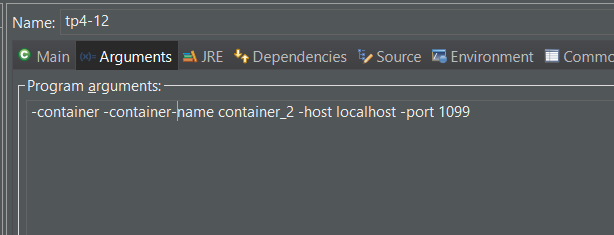 Name: tp4-12
Main (x)= Arguments JRE Dependencies Source Environment Commo
Program arguments:
-container -container-name container_2 -host localhost -port 1099